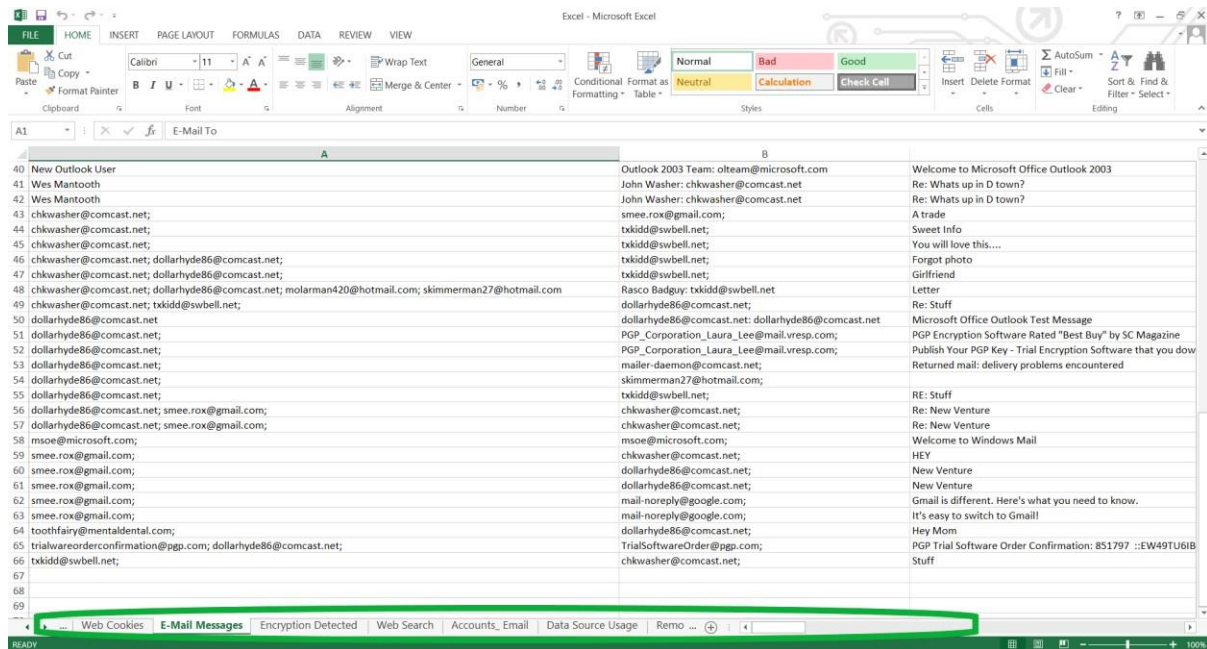 Excel - Microsoft Excel
FILE HOME INSERT PAGE LAYOUT FORMULAS DATA REVIEW VIEW
Paste
Cut
Copy
Format Painter
Clipboard
Calibri 11
B I U
Font
Wrap Text
Merge & Center
Alignment
General
Number
Conditional Formatting
Format as Table
Normal Bad Good
Neutral Calculation Check Cell
Styles
Insert Delete Format
Cells
AutoSum
Fill
Clear
Sort & Filter
Find & Select
Editing
A1 fx E-Mail To
A B
40 New Outlook User Outlook 2003 Team: olteam@microsoft.com Welcome to Microsoft Office Outlook 2003
41 Wes Mantooth John Washer: chkwasher@comcast.net Re: Whats up in D town?
42 Wes Mantooth John Washer: chkwasher@comcast.net Re: Whats up in D town?
43 chkwasher@comcast.net; smee.rox@gmail.com; A trade
44 chkwasher@comcast.net; txkidd@swbell.net; Sweet Info
45 chkwasher@comcast.net; txkidd@swbell.net; You will love this....
46 chkwasher@comcast.net; dollarhyde86@comcast.net; txkidd@swbell.net; Forgot photo
47 chkwasher@comcast.net; dollarhyde86@comcast.net; txkidd@swbell.net; Girlfriend
48 chkwasher@comcast.net; dollarhyde86@comcast.net; molarman420@hotmail.com; skimmerman27@hotmail.com Rasco Badguy: txkidd@swbell.net Letter
49 chkwasher@comcast.net; txkidd@swbell.net; dollarhyde86@comcast.net; Re: Stuff
50 dollarhyde86@comcast.net dollarhyde86@comcast.net: dollarhyde86@comcast.net Microsoft Office Outlook Test Message
51 dollarhyde86@comcast.net; PGP_Corporation_Laura_Lee@mail.vresp.com; PGP Encryption Software Rated "Best Buy" by SC Magazine
52 dollarhyde86@comcast.net; PGP_Corporation_Laura_Lee@mail.vresp.com; Publish Your PGP Key - Trial Encryption Software that you dow
53 dollarhyde86@comcast.net; mailer-daemon@comcast.net; Returned mail: delivery problems encountered
54 dollarhyde86@comcast.net; skimmerman27@hotmail.com;
55 dollarhyde86@comcast.net; txkidd@swbell.net; RE: Stuff
56 dollarhyde86@comcast.net; smee.rox@gmail.com; chkwasher@comcast.net; Re: New Venture
57 dollarhyde86@comcast.net; smee.rox@gmail.com; chkwasher@comcast.net; Re: New Venture
58 msoe@microsoft.com; msoe@microsoft.com; Welcome to Windows Mail
59 smee.rox@gmail.com; chkwasher@comcast.net; HEY
60 smee.rox@gmail.com; dollarhyde86@comcast.net; New Venture
61 smee.rox@gmail.com; dollarhyde86@comcast.net; New Venture
62 smee.rox@gmail.com; mail-noreply@google.com; Gmail is different. Here's what you need to know.
63 smee.rox@gmail.com; mail-noreply@google.com; It's easy to switch to Gmail!
64 toothfairy@mentaldental.com; dollarhyde86@comcast.net; Hey Mom
65 trialwareorderconfirmation@pgp.com; dollarhyde86@comcast.net; TrialSoftwareOrder@pgp.com; PGP Trial Software Order Confirmation: 851797 ::EW49TU6IB
66 txkidd@swbell.net; chkwasher@comcast.net; Stuff
67
68
69
... Web Cookies E-Mail Messages Encryption Detected Web Search Accounts_ Email Data Source Usage Remo ...
READY 100%